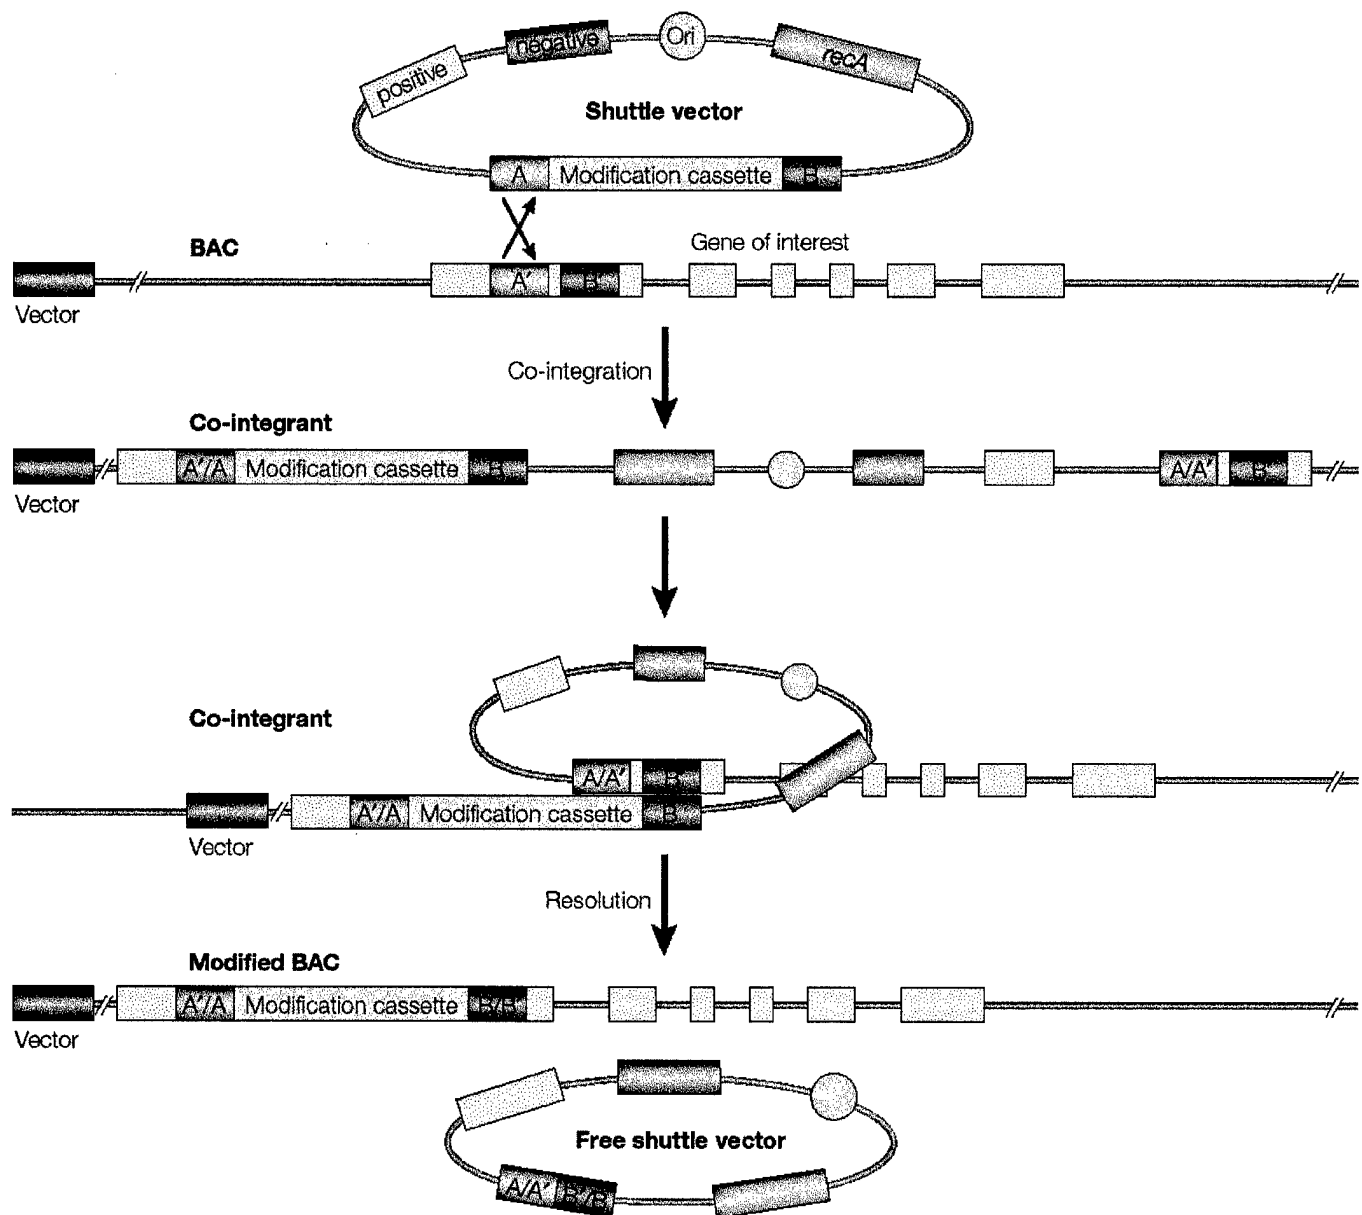 negative
Ori
recA
positive
Shuttle vector
A Modification cassette B
BAC
Gene of interest
A' B'
Vector
Co-integration
Co-integrant
A'/A Modification cassette B A/A' B'
Vector
Co-integrant
A/A' B'
A'/A Modification cassette B
Vector
Resolution
Modified BAC
A'/A Modification cassette B/B'
Vector
Free shuttle vector
A/A' B'/B